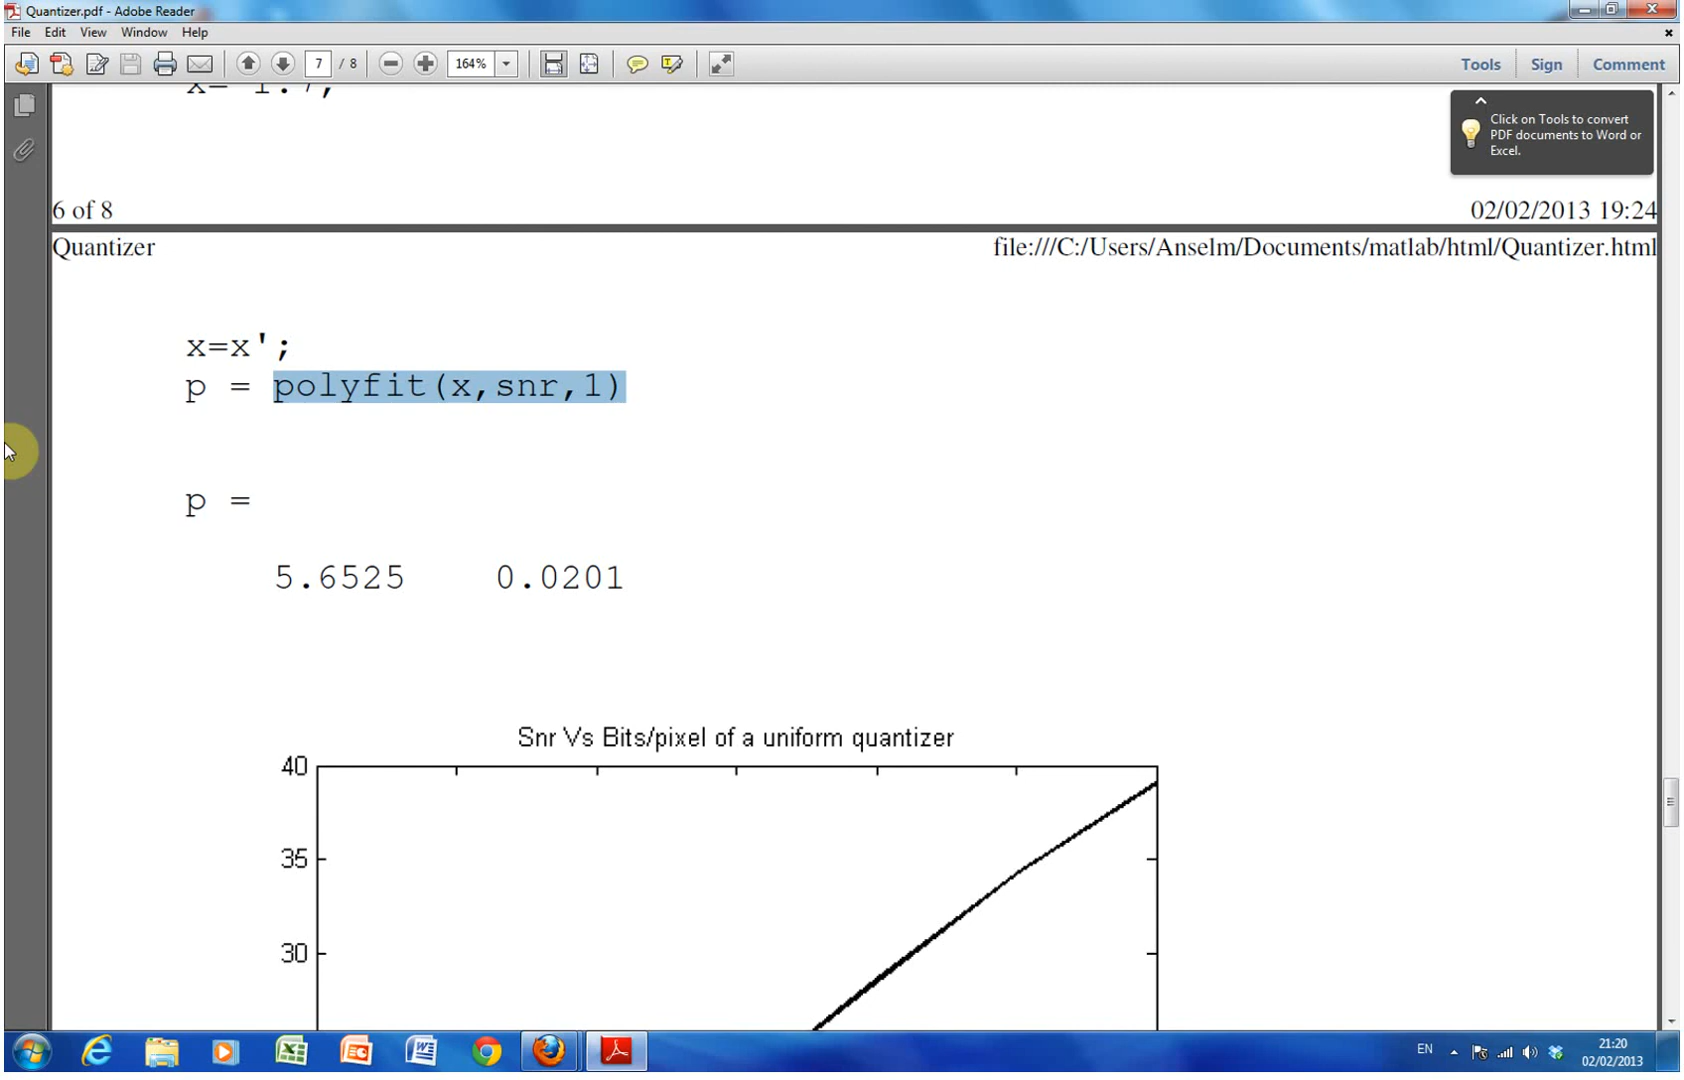 Quantizer.pdf - Adobe Reader
File Edit View Window Help
7 / 8 164% Tools Sign Comment
Click on Tools to convert
PDF documents to Word or
Excel.
6 of 8 02/02/2013 19:24
Quantizer file:///C:/Users/Anselm/Documents/matlab/html/Quantizer.html
x=x';
p = polyfit(x,snr,1)
p =
5.6525 0.0201
Snr Vs Bits/pixel of a uniform quantizer
40
35
30
EN 21:20
02/02/2013